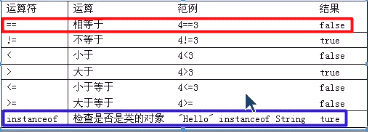 运算符 运算 范例 结果
== 相等于 4==3 false
!= 不等于 4!=3 true
< 小于 4<3 false
> 大于 4>3 true
<= 小于等于 4<=3 false
>= 大于等于 4>= false
instanceof 检查是否是类的对象 "Hello" instanceof String ture